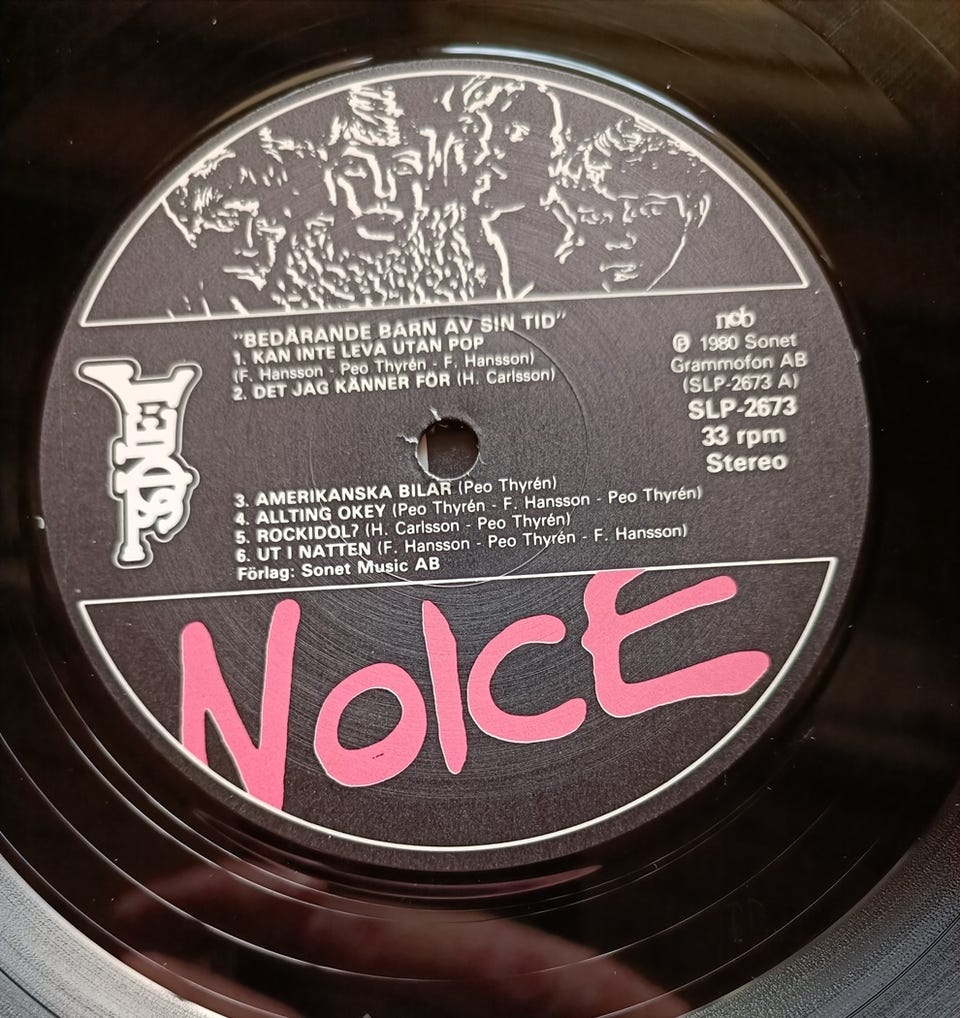 "BEDÅRANDE BARN AV SIN TID"
1. KAN INTE LEVA UTAN POP
(F. Hansson - Peo Thyrén - F. Hansson)
2. DET JAG KÄNNER FÖR (H. Carlsson)
ncb
Ⓟ 1980 Sonet
Grammofon AB
(SLP-2673 A)
SLP-2673
33 rpm
Stereo
3. AMERIKANSKA BILAR (Peo Thyrén)
4. ALLTING OKEY (Peo Thyrén - F. Hansson - Peo Thyrén)
5. ROCKIDOL? (H. Carlsson - Peo Thyrén)
6. UT I NATTEN (F. Hansson - Peo Thyrén - F. Hansson)
Förlag: Sonet Music AB
NOICE